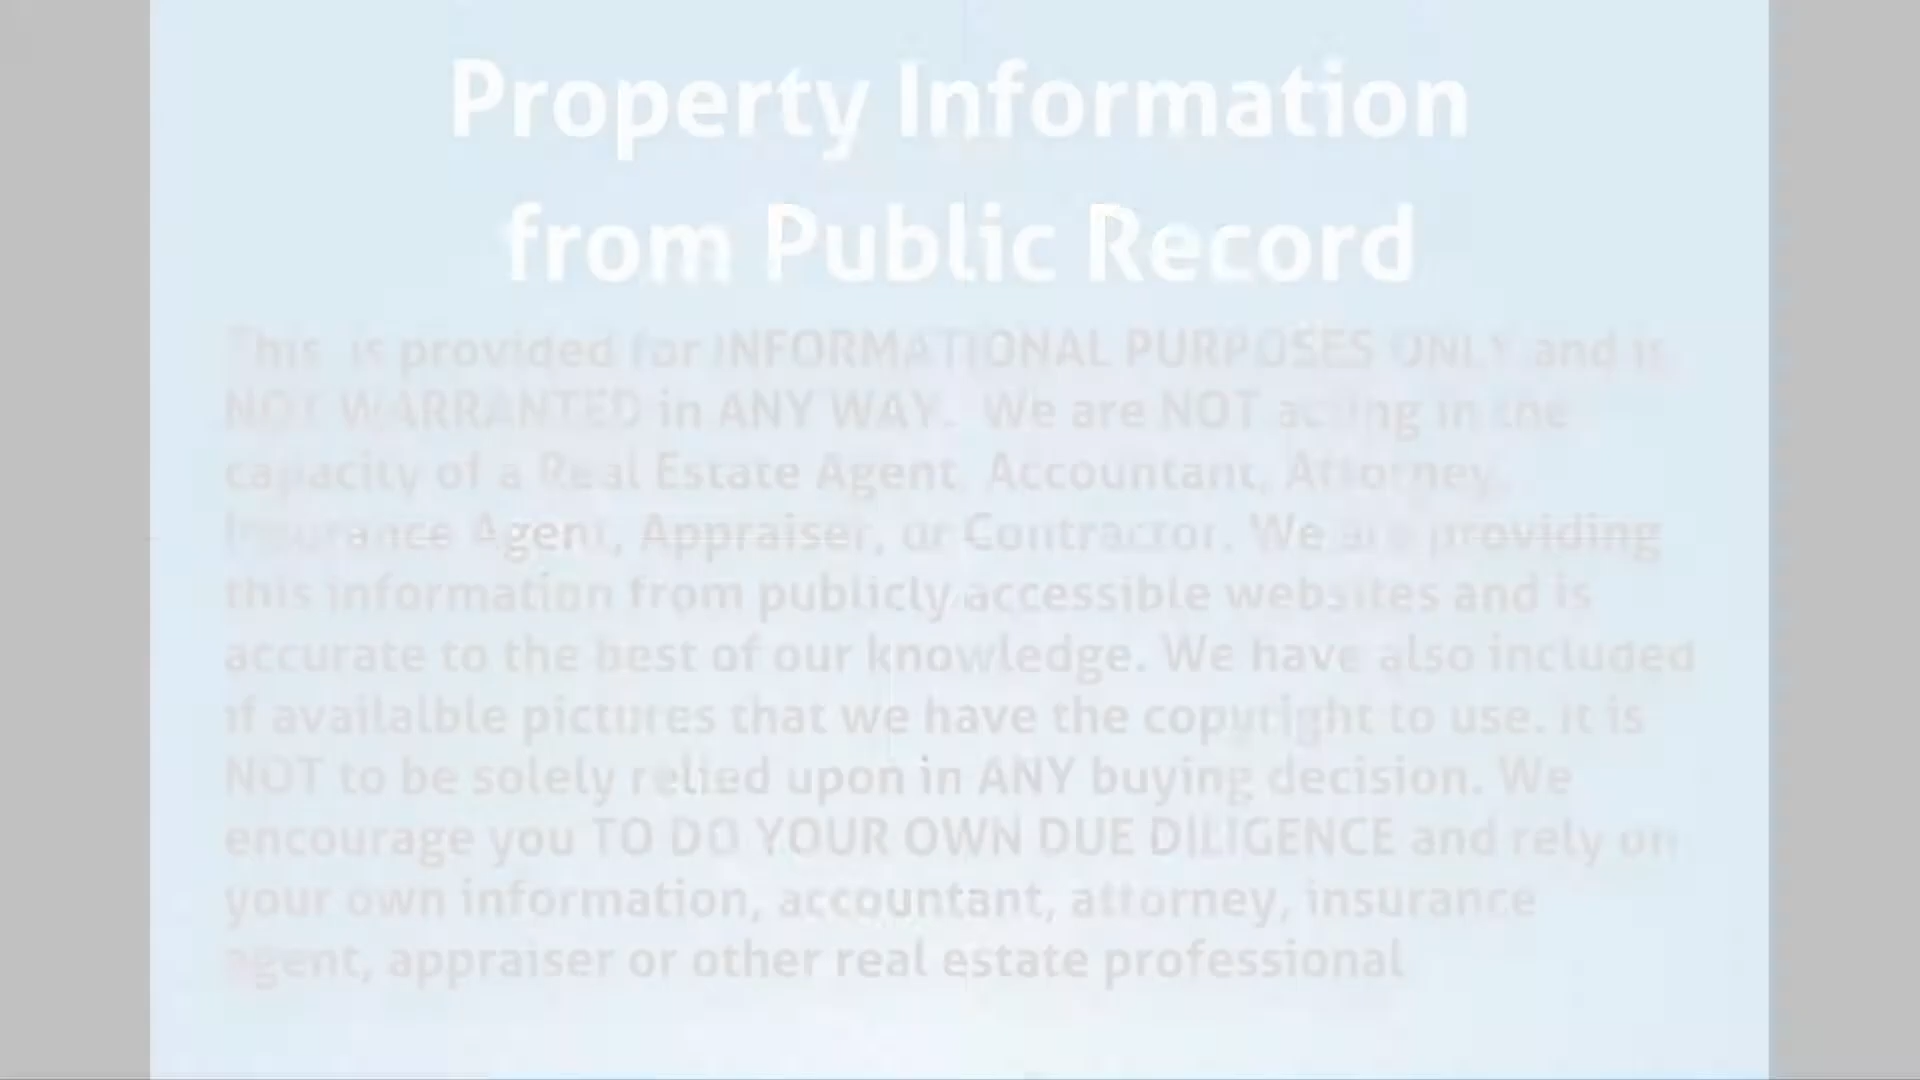 Property Information
from Public Record
This is provided for INFORMATIONAL PURPOSES ONLY and is
NOT WARRANTED in ANY WAY. We are NOT acting in the
capacity of a Real Estate Agent, Accountant, Attorney,
Insurance Agent, Appraiser, or Contractor. We are providing
this information from publicly accessible websites and is
accurate to the best of our knowledge. We have also included
if availalble pictures that we have the copyright to use. It is
NOT to be solely relied upon in ANY buying decision. We
encourage you TO DO YOUR OWN DUE DILIGENCE and rely on
your own information, accountant, attorney, insurance
agent, appraiser or other real estate professional